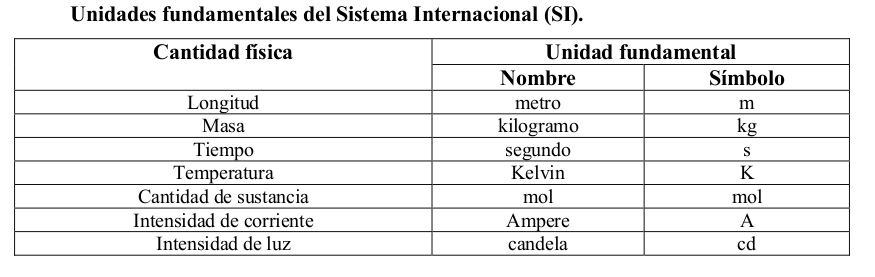 Unidades fundamentales del Sistema Internacional (SI).
Cantidad física Unidad fundamental
Nombre Símbolo
Longitud metro m
Masa kilogramo kg
Tiempo segundo s
Temperatura Kelvin K
Cantidad de sustancia mol mol
Intensidad de corriente Ampere A
Intensidad de luz candela cd